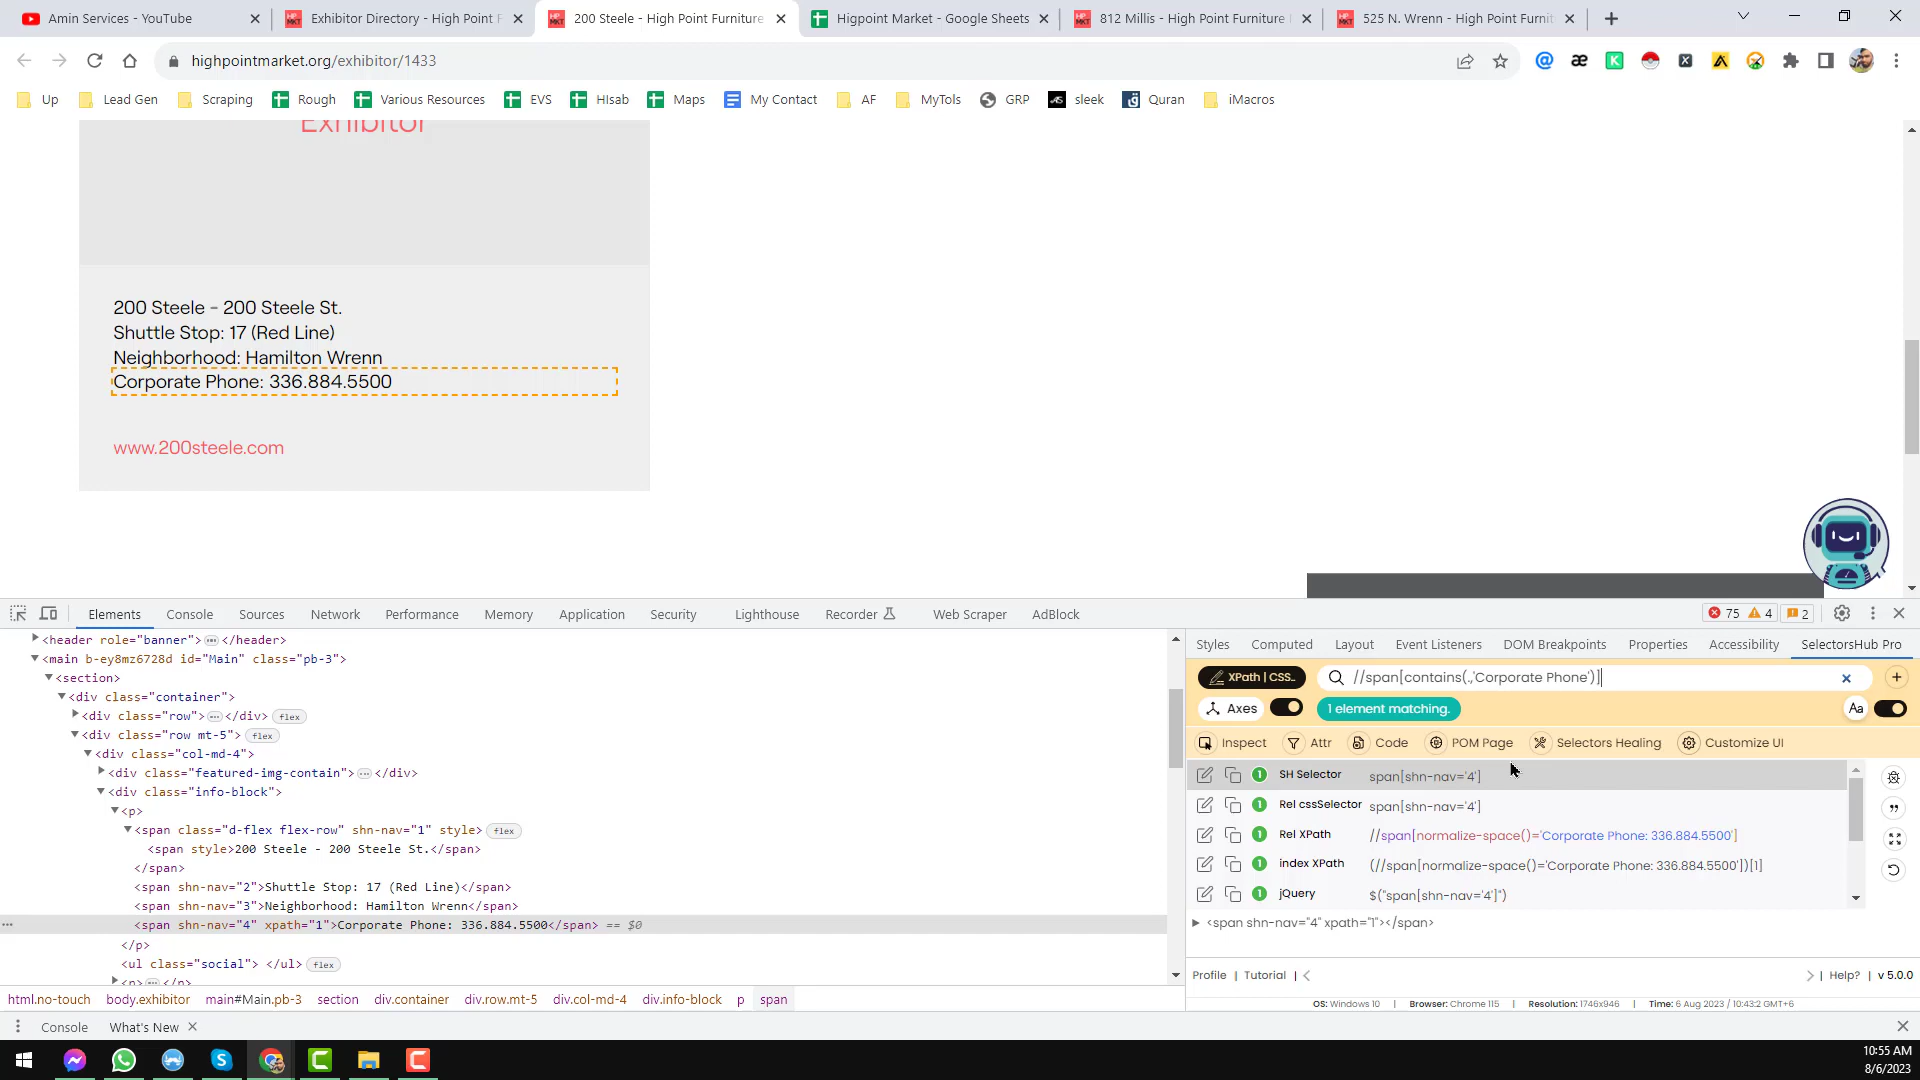 Amin Services - YouTube
Exhibitor Directory - High Point F
200 Steele - High Point Furniture
Higpoint Market - Google Sheets
812 Millis - High Point Furniture
525 N. Wrenn - High Point Furnit
highpointmarket.org/exhibitor/1433
Up
Lead Gen
Scraping
Rough
Various Resources
EVS
HIsab
Maps
My Contact
AF
MyTols
GRP
sleek
Quran
iMacros
Exhibitor
200 Steele - 200 Steele St.
Shuttle Stop: 17 (Red Line)
Neighborhood: Hamilton Wrenn
Corporate Phone: 336.884.5500
www.200steele.com
Elements
Console
Sources
Network
Performance
Memory
Application
Security
Lighthouse
Recorder
Web Scraper
AdBlock
75
4
2
<header role="banner"> </header>
<main b-ey8mz6728d id="Main" class="pb-3">
<section>
<div class="container">
<div class="row"> </div> flex
<div class="row mt-5"> flex
<div class="col-md-4">
<div class="featured-img-contain"> </div>
<div class="info-block">
<p>
<span class="d-flex flex-row" shn-nav="1" style> flex
<span style>200 Steele - 200 Steele St.</span>
</span>
<span shn-nav="2">Shuttle Stop: 17 (Red Line)</span>
<span shn-nav="3">Neighborhood: Hamilton Wrenn</span>
<span shn-nav="4" xpath="1">Corporate Phone: 336.884.5500</span> == $0
</p>
<ul class="social"> </ul> flex
<p> </p>
html.no-touch body.exhibitor main#Main.pb-3 section div.container div.row.mt-5 div.col-md-4 div.info-block p span
Styles
Computed
Layout
Event Listeners
DOM Breakpoints
Properties
Accessibility
SelectorsHub Pro
XPath | CSS..
//span[contains(.,'Corporate Phone')]
Axes
1 element matching.
Aa
Inspect
Attr
Code
POM Page
Selectors Healing
Customize UI
1 SH Selector span[shn-nav='4']
1 Rel cssSelector span[shn-nav='4']
1 Rel XPath //span[normalize-space()='Corporate Phone: 336.884.5500']
1 index XPath (//span[normalize-space()='Corporate Phone: 336.884.5500'])[1]
1 jQuery $("span[shn-nav='4']")
<span shn-nav="4" xpath="1"></span>
Profile | Tutorial |
| Help? | v 5.0.0
OS: Windows 10 | Browser: Chrome 115 | Resolution: 1746x946 | Time: 6 Aug 2023 / 10:43:2 GMT+6
Console
What's New
10:55 AM
8/6/2023